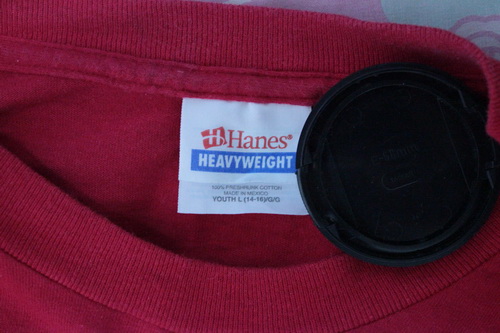 Hanes®
HEAVYWEIGHT
100% PRESHRUNK COTTON
MADE IN MEXICO
YOUTH L (14-16)/G/G